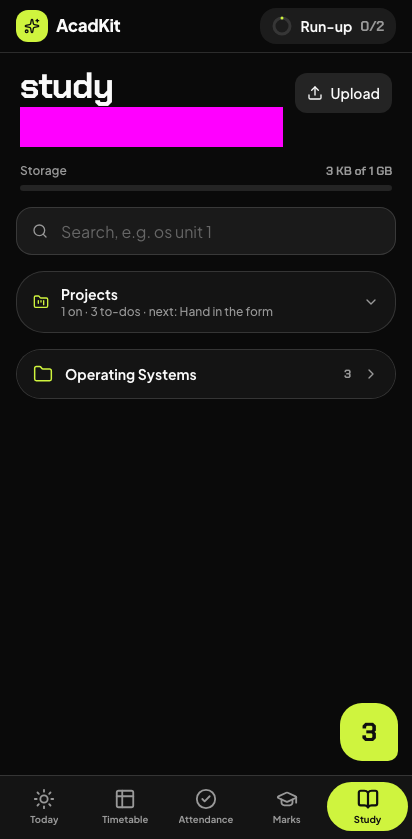 AcadKit
Run-up 0/2
study
Upload
Storage
3 KB of 1 GB
Search, e.g. os unit 1
Projects
1 on · 3 to-dos · next: Hand in the form
Operating Systems
3
3
Today
Timetable
Attendance
Marks
Study